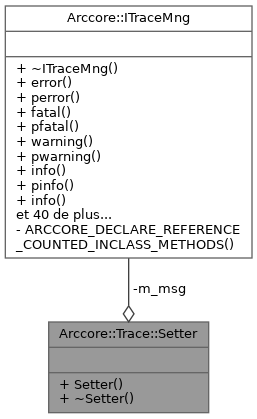 Arccore::ITraceMng
+ ~ITraceMng()
+ error()
+ perror()
+ fatal()
+ pfatal()
+ warning()
+ pwarning()
+ info()
+ pinfo()
+ info()
et 40 de plus...
- ARCCORE_DECLARE_REFERENCE
_COUNTED_INCLASS_METHODS()
-m_msg
Arccore::Trace::Setter
+ Setter()
+ ~Setter()